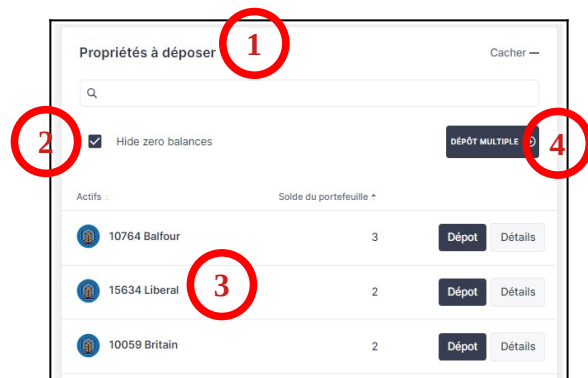 Propriétés à déposer 1 Cacher —
2 Hide zero balances DÉPÔT MULTIPLE 4
Actifs Solde du portefeuille
10764 Balfour 3 Dépot Détails
15634 Liberal 3 2 Dépot Détails
10059 Britain 2 Dépot Détails